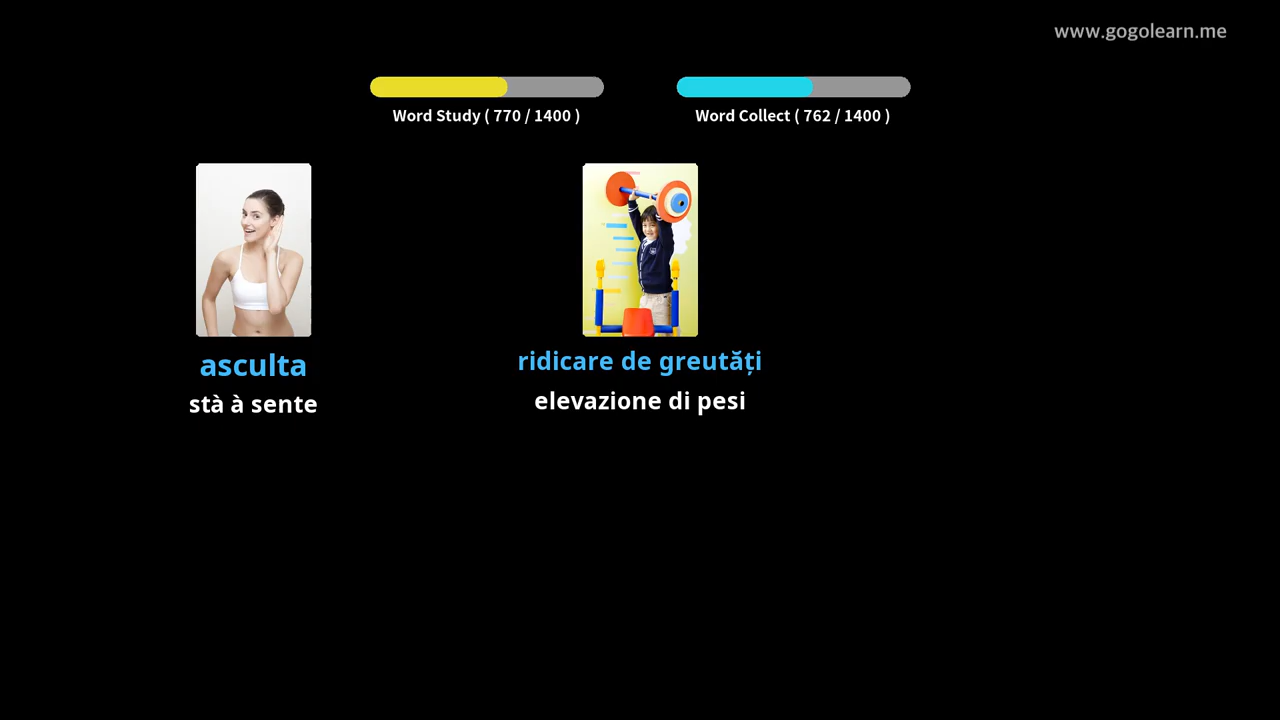 www.gogolearn.me
Word Study ( 770 / 1400 )
Word Collect ( 762 / 1400 )
asculta
stà à sente
ridicare de greutăți
elevazione di pesi